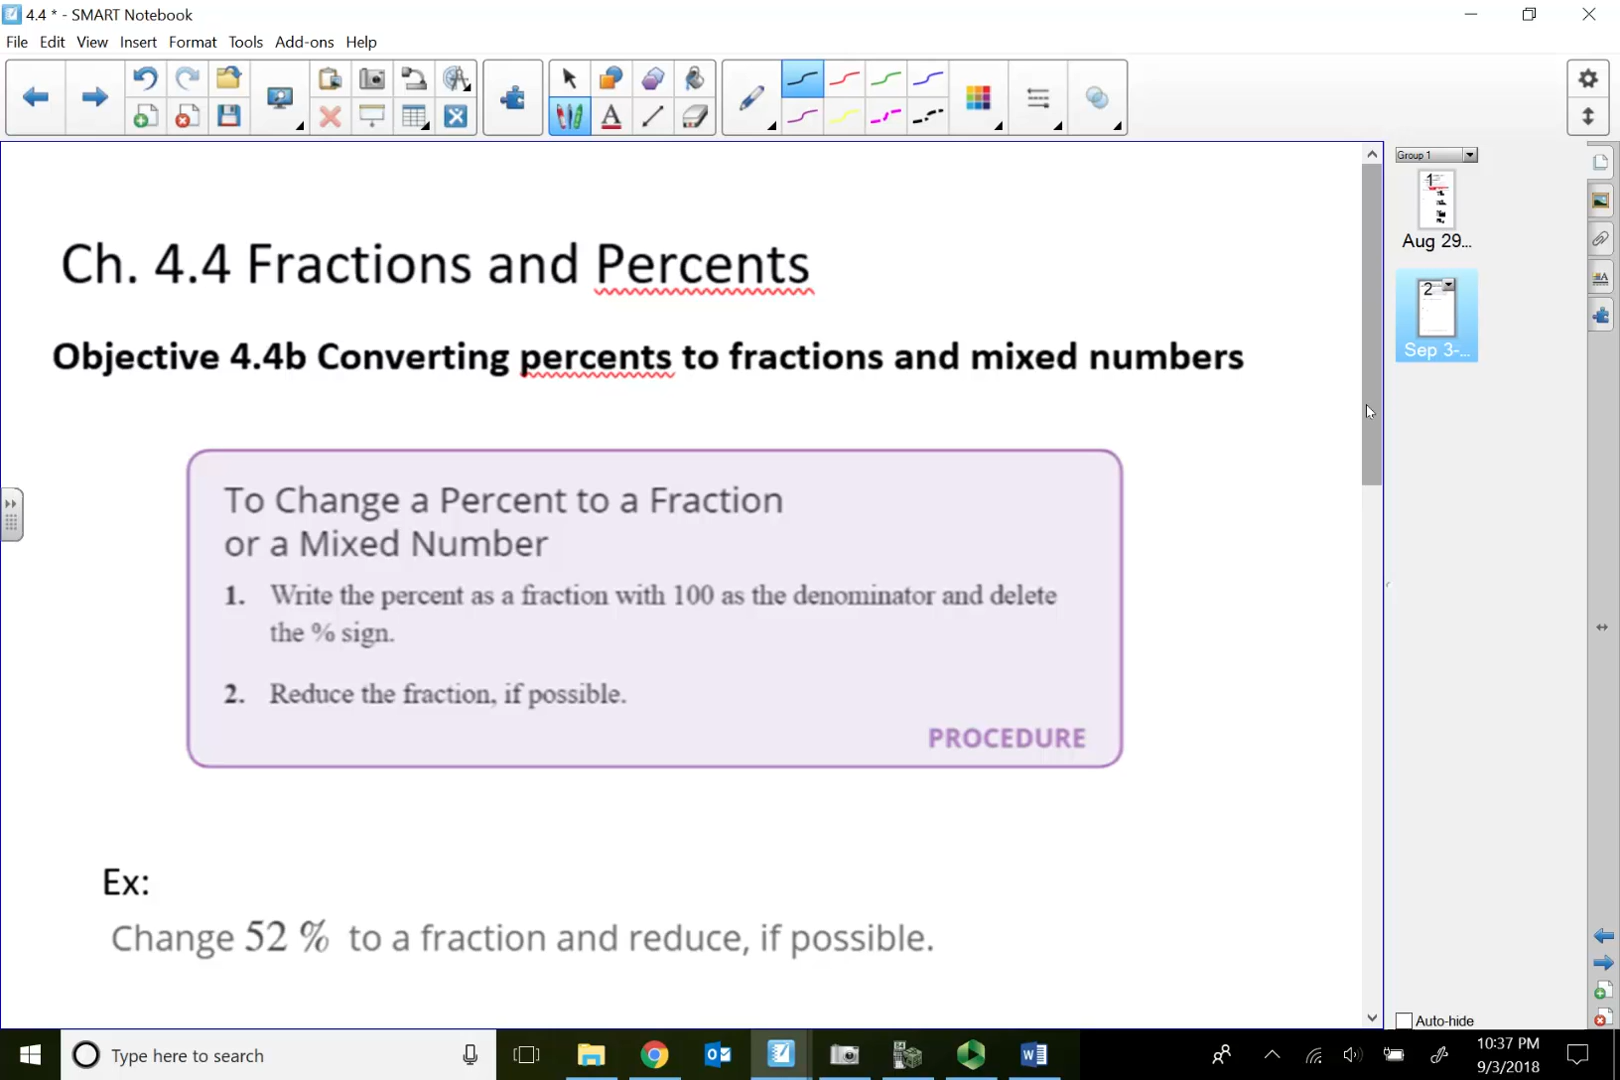 4.4 * - SMART Notebook
File Edit View Insert Format Tools Add-ons Help
Group 1
1
Aug 29...
2
Sep 3-...
Ch. 4.4 Fractions and Percents
Objective 4.4b Converting percents to fractions and mixed numbers
To Change a Percent to a Fraction
or a Mixed Number
1. Write the percent as a fraction with 100 as the denominator and delete
the % sign.
2. Reduce the fraction, if possible.
PROCEDURE
Ex:
Change 52 % to a fraction and reduce, if possible.
Auto-hide
Type here to search
10:37 PM
9/3/2018